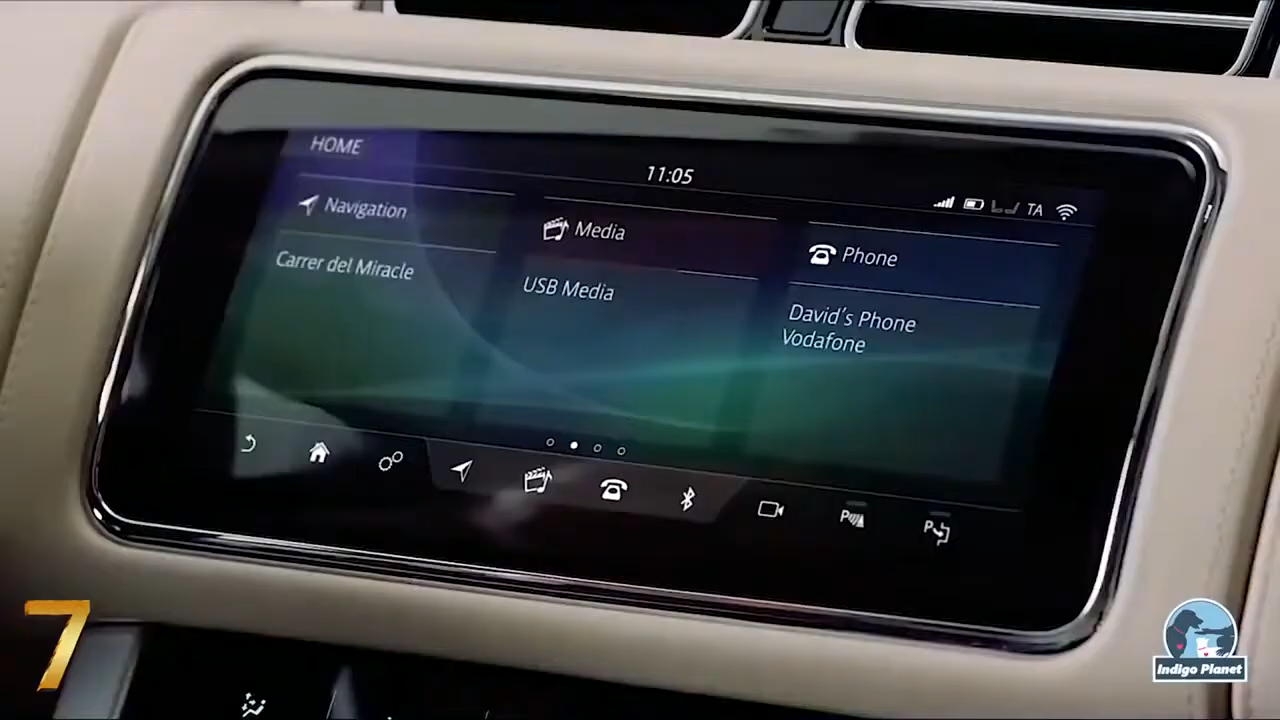 HOME
11:05
TA
Navigation
Media
Phone
Carrer del Miracle
USB Media
David's Phone
Vodafone
P
P
7
Indigo Planet